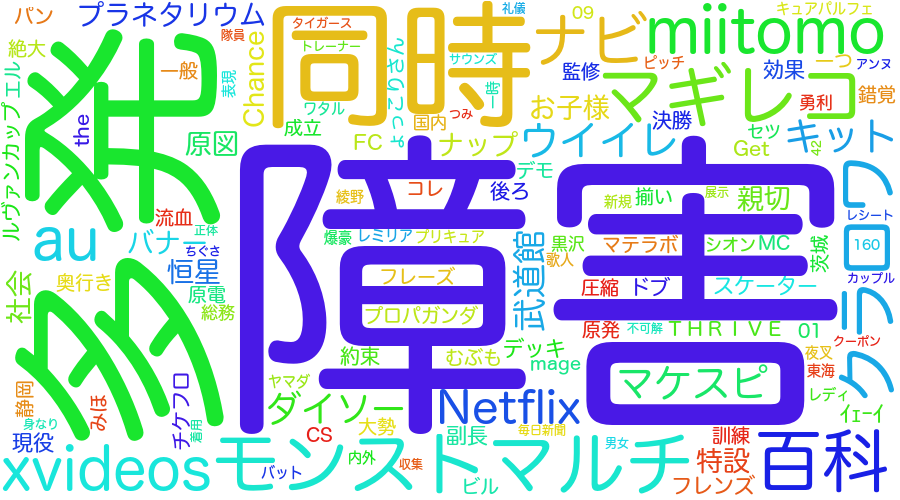 パン
プラネタリウム
Chance
同時
タイガース
トレーナー
礼儀
ナビ
09
miitomo
キュアパルフェ
絶大
隊員
一般
表現
よっこりさん
サウンズ
一時
監修
ピッチ
効果
一つ
アンヌ
錯覚
エル
ルヴァンカップ
多発
the
原図
成立
ワタル
FC
国内
つみ
ナップ
お子様
ウイイレ
マギレコ
勇利
決勝
セツ
Get
42
キット
障害
デモ
後ろ
綾野
コレ
新規
揃い
展示
親切
クラロワ
レシート
160
カップル
流血
正体
ちぐさ
au
バナー
恒星
爆豪
レミリア
プリキュア
武道館
黒沢
歌人
マテラボ
シオン
MC
茨城
社会
奥行き
原電
総務
フレーズ
プロパガンダ
圧縮
ドブ
スケーター
原発
不可解
ＴＨＲＩＶＥ
01
クーポン
約束
むぶも
デッキ
mage
夜叉
東海
静岡
みほ
チケフロ
着用
ヤマダ
ダイソー
大勢
Netflix
マケスピ
レディ
ｲｪｰｲ
身なり
現役
CS
副長
毎日新聞
男女
訓練
特設
百科
xvideos
モンスト
マルチ
バット
内外
収集
ビル
フレンズ